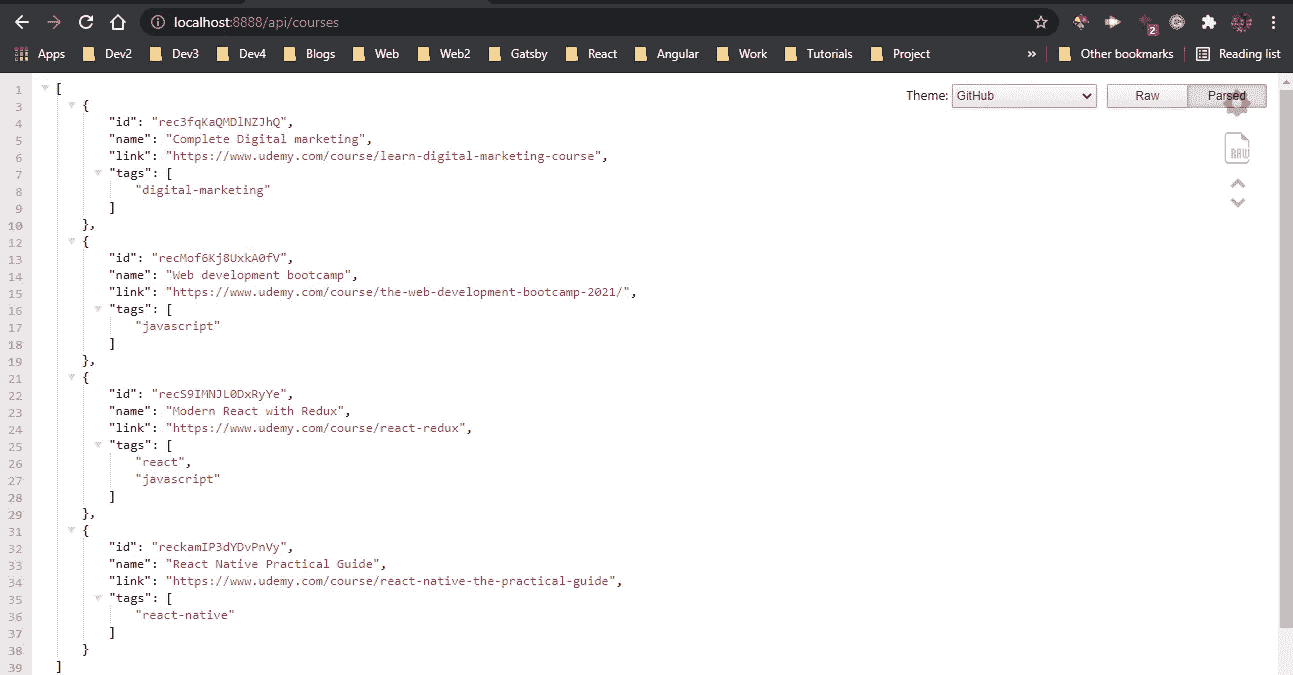 localhost:8888/api/courses
2
Apps Dev2 Dev3 Dev4 Blogs Web Web2 Gatsby React Angular Work Tutorials Project » Other bookmarks Reading list
Theme: GitHub Raw Parsed
RAW
1 [
3 {
4 "id": "rec3fqKaQMDlNZJhQ",
5 "name": "Complete Digital marketing",
6 "link": "https://www.udemy.com/course/learn-digital-marketing-course",
7 "tags": [
8 "digital-marketing"
9 ]
10 },
12 {
13 "id": "recMof6Kj8UxkA0fV",
14 "name": "Web development bootcamp",
15 "link": "https://www.udemy.com/course/the-web-development-bootcamp-2021/",
16 "tags": [
17 "javascript"
18 ]
19 },
21 {
22 "id": "recS9IMNJL0DxRyYe",
23 "name": "Modern React with Redux",
24 "link": "https://www.udemy.com/course/react-redux",
25 "tags": [
26 "react",
27 "javascript"
28 ]
29 },
31 {
32 "id": "reckamIP3dYDvPnVy",
33 "name": "React Native Practical Guide",
34 "link": "https://www.udemy.com/course/react-native-the-practical-guide",
35 "tags": [
36 "react-native"
37 ]
38 }
39 ]